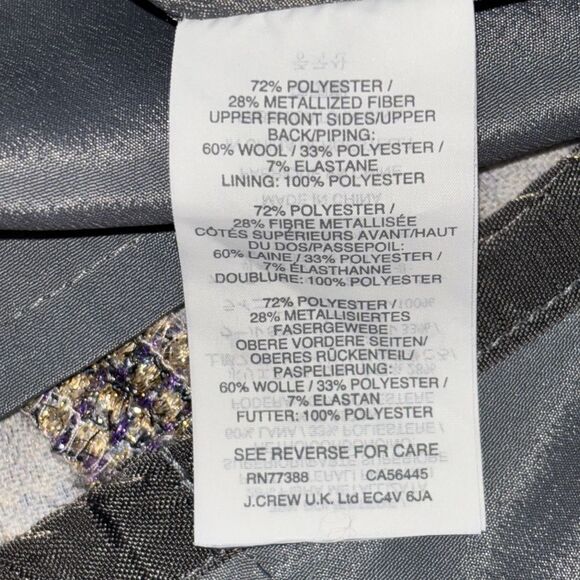 72% POLYESTER /
28% METALLIZED FIBER
UPPER FRONT SIDES/UPPER
BACK/PIPING:
60% WOOL / 33% POLYESTER /
7% ELASTANE
LINING: 100% POLYESTER
72% POLYESTER /
28% FIBRE MÉTALLISÉE
CÔTÉS SUPÉRIEURS AVANT/HAUT
DU DOS/PASSEPOIL:
60% LAINE / 33% POLYESTER /
7% ÉLASTHANNE
DOUBLURE: 100% POLYESTER
72% POLYESTER /
28% METALLISIERTES
FASERGEWEBE
OBERE VORDERE SEITEN/
OBERES RÜCKENTEIL/
PASPELIERUNG:
60% WOLLE / 33% POLYESTER /
7% ELASTAN
FUTTER: 100% POLYESTER
SEE REVERSE FOR CARE
RN77388 CA56445
J.CREW U.K. Ltd EC4V 6JA